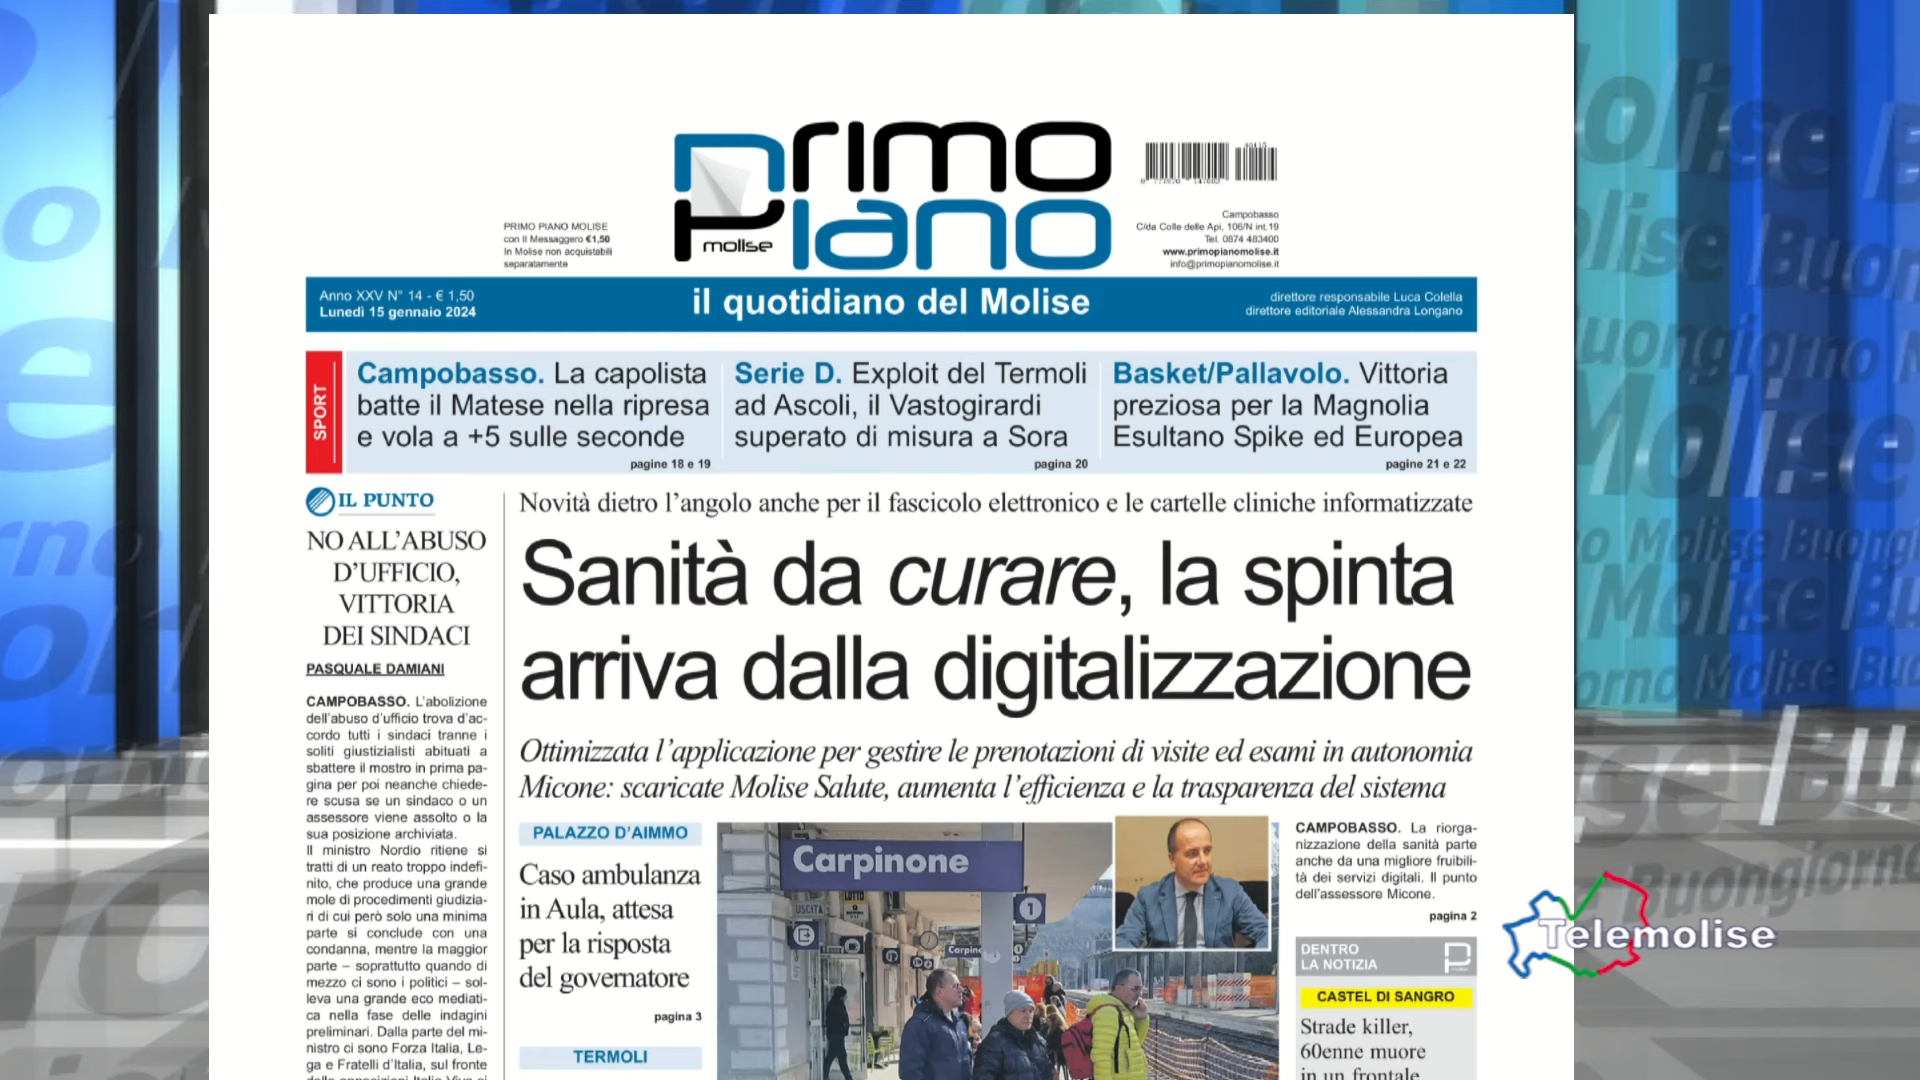 PRIMO PIANO
molise
PRIMO PIANO MOLISE
con Il Messaggero €1,50
In Molise non acquistabili
separatamente
Campobasso
C/da Colle delle Api, 106/N int.19
Tel. 0874 483400
www.primopianomolise.it
info@primopianomolise.it
Anno XXV N° 14 - € 1,50
Lunedì 15 gennaio 2024
il quotidiano del Molise
direttore responsabile Luca Colella
direttore editoriale Alessandra Longano
SPORT
Campobasso. La capolista
batte il Matese nella ripresa
e vola a +5 sulle seconde
pagine 18 e 19
Serie D. Exploit del Termoli
ad Ascoli, il Vastogirardi
superato di misura a Sora
pagina 20
Basket/Pallavolo. Vittoria
preziosa per la Magnolia
Esultano Spike ed Europea
pagine 21 e 22
IL PUNTO
NO ALL'ABUSO
D'UFFICIO,
VITTORIA
DEI SINDACI
PASQUALE DAMIANI
CAMPOBASSO. L'abolizione
dell'abuso d'ufficio trova d'ac-
cordo tutti i sindaci tranne i
soliti giustizialisti abituati a
sbattere il mostro in prima pa-
gina per poi neanche chiede-
re scusa se un sindaco o un
assessore viene assolto o la
sua posizione archiviata.
Il ministro Nordio ritiene si
tratti di un reato troppo indefi-
nito, che produce una grande
mole di procedimenti giudizia-
ri di cui però solo una minima
parte si conclude con una
condanna, mentre la maggior
parte – soprattutto quando di
mezzo ci sono i politici – sol-
leva una grande eco mediati-
ca nella fase delle indagini
preliminari. Dalla parte del mi-
nistro ci sono Forza Italia, Le-
ga e Fratelli d'Italia, sul fronte
Novità dietro l'angolo anche per il fascicolo elettronico e le cartelle cliniche informatizzate
Sanità da curare, la spinta
arriva dalla digitalizzazione
Ottimizzata l'applicazione per gestire le prenotazioni di visite ed esami in autonomia
Micone: scaricate Molise Salute, aumenta l'efficienza e la trasparenza del sistema
PALAZZO D'AIMMO
Caso ambulanza
in Aula, attesa
per la risposta
del governatore
pagina 3
TERMOLI
Carpinone
USCITA
LOTTO
1
Carpinone
CAMPOBASSO. La riorga-
nizzazione della sanità parte
anche da una migliore fruibili-
tà dei servizi digitali. Il punto
dell'assessore Micone.
pagina 2
DENTRO
LA NOTIZIA
CASTEL DI SANGRO
Strade killer,
60enne muore
in un frontale
Telemolise